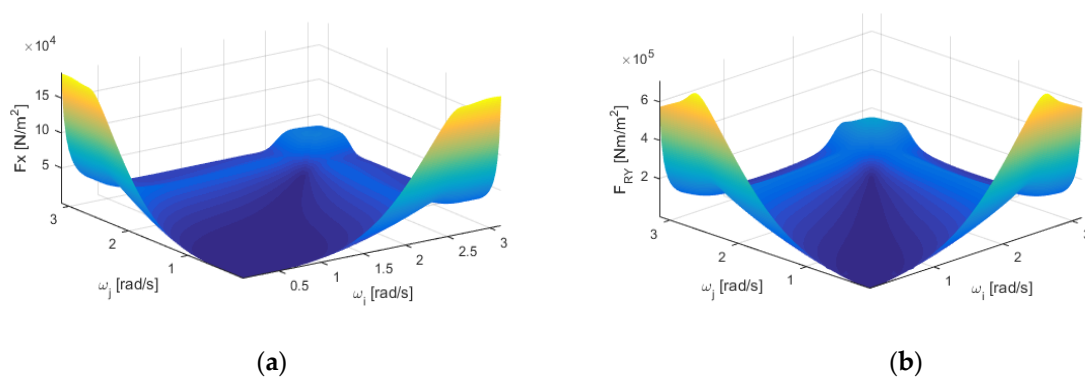 ×10⁴
15
10
5
Fx [N/m²]
3
2
1
ω_j [rad/s]
0.5
1
1.5
2
2.5
3
ω_i [rad/s]
(a)
×10⁵
6
4
2
F_RY [Nm/m²]
3
2
1
ω_j [rad/s]
1
2
3
ω_i [rad/s]
(b)